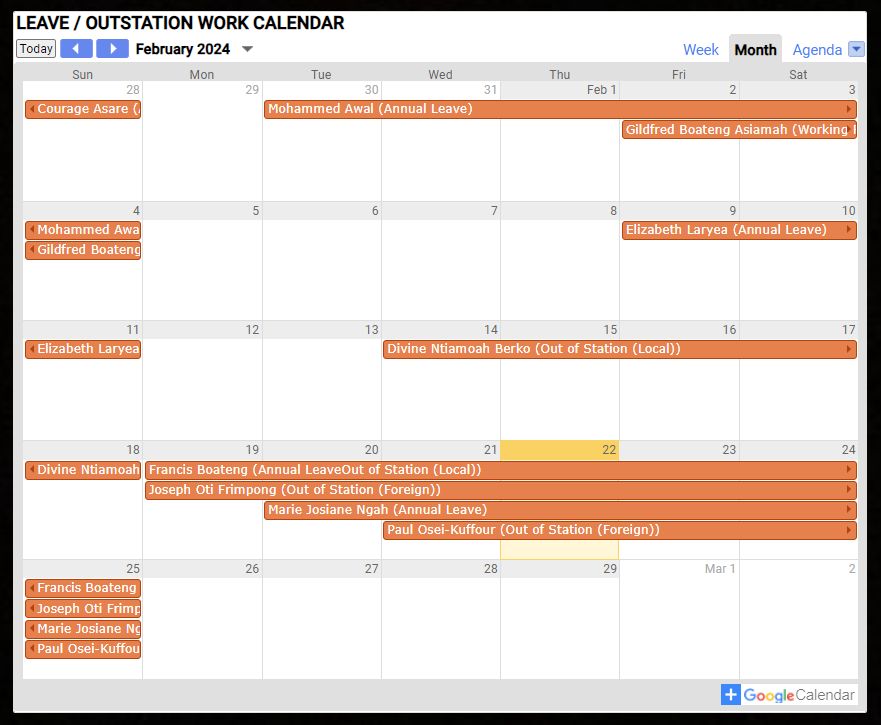 LEAVE / OUTSTATION WORK CALENDAR
Today February 2024 Week Month Agenda
Sun Mon Tue Wed Thu Fri Sat
28 29 30 31 Feb 1 2 3
Courage Asare ( Mohammed Awal (Annual Leave)
Gildfred Boateng Asiamah (Working
4 5 6 7 8 9 10
Mohammed Awa Elizabeth Laryea (Annual Leave)
Gildfred Boateng
11 12 13 14 15 16 17
Elizabeth Laryea Divine Ntiamoah Berko (Out of Station (Local))
18 19 20 21 22 23 24
Divine Ntiamoah Francis Boateng (Annual LeaveOut of Station (Local))
Joseph Oti Frimpong (Out of Station (Foreign))
Marie Josiane Ngah (Annual Leave)
Paul Osei-Kuffour (Out of Station (Foreign))
25 26 27 28 29 Mar 1 2
Francis Boateng
Joseph Oti Frimp
Marie Josiane Ng
Paul Osei-Kuffou
Google Calendar